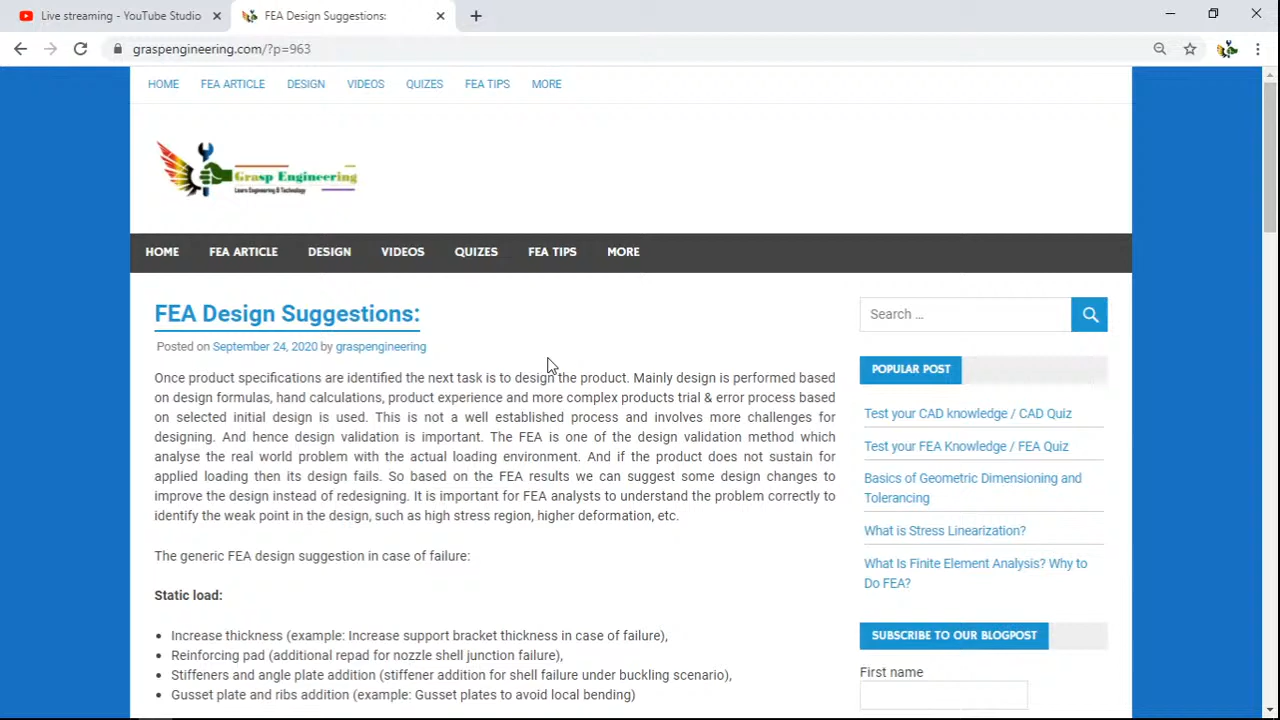 Live streaming - YouTube Studio
FEA Design Suggestions:
graspengineering.com/?p=963
HOME FEA ARTICLE DESIGN VIDEOS QUIZES FEA TIPS MORE
Grasp Engineering
Learn Engineering & Technology
HOME FEA ARTICLE DESIGN VIDEOS QUIZES FEA TIPS MORE
FEA Design Suggestions:
Posted on September 24, 2020 by graspengineering
Once product specifications are identified the next task is to design the product. Mainly design is performed based
on design formulas, hand calculations, product experience and more complex products trial & error process based
on selected initial design is used. This is not a well established process and involves more challenges for
designing. And hence design validation is important. The FEA is one of the design validation method which
analyse the real world problem with the actual loading environment. And if the product does not sustain for
applied loading then its design fails. So based on the FEA results we can suggest some design changes to
improve the design instead of redesigning. It is important for FEA analysts to understand the problem correctly to
identify the weak point in the design, such as high stress region, higher deformation, etc.
The generic FEA design suggestion in case of failure:
Static load:
• Increase thickness (example: Increase support bracket thickness in case of failure),
• Reinforcing pad (additional repad for nozzle shell junction failure),
• Stiffeners and angle plate addition (stiffener addition for shell failure under buckling scenario),
• Gusset plate and ribs addition (example: Gusset plates to avoid local bending)
Search …
POPULAR POST
Test your CAD knowledge / CAD Quiz
Test your FEA Knowledge / FEA Quiz
Basics of Geometric Dimensioning and
Tolerancing
What is Stress Linearization?
What Is Finite Element Analysis? Why to
Do FEA?
SUBSCRIBE TO OUR BLOGPOST
First name